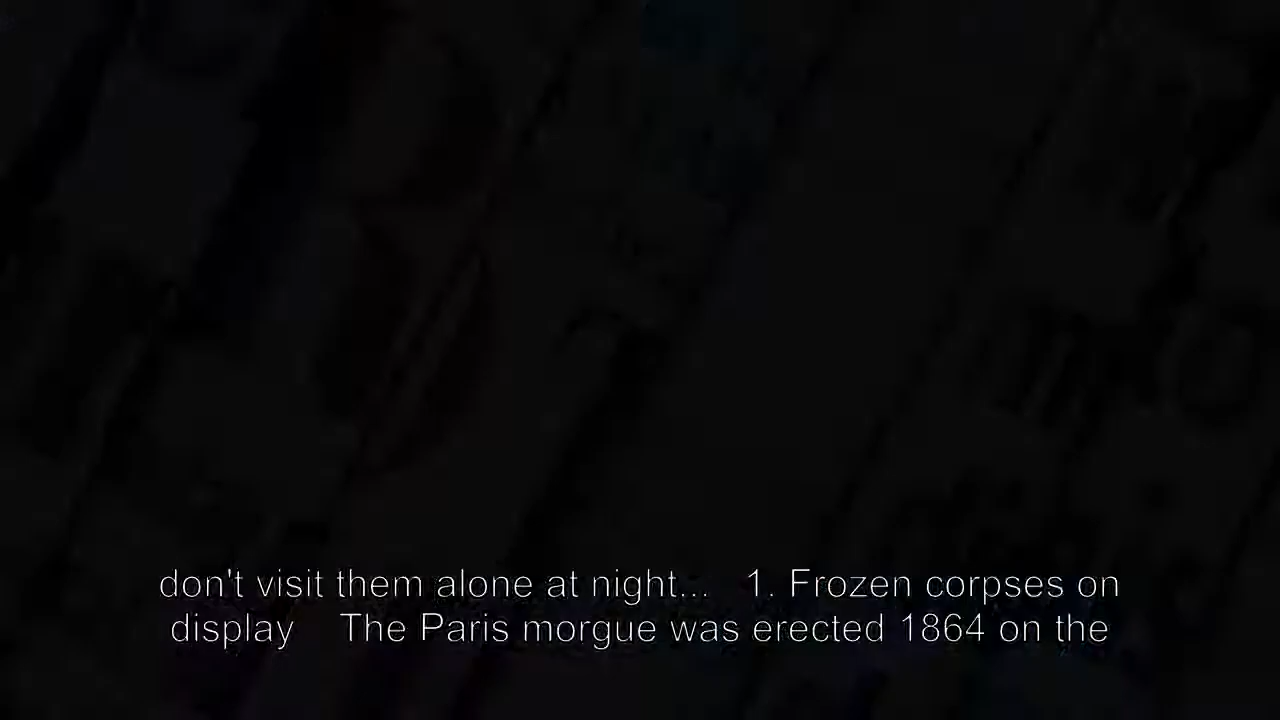 don't visit them alone at night... 1. Frozen corpses on
display The Paris morgue was erected 1864 on the